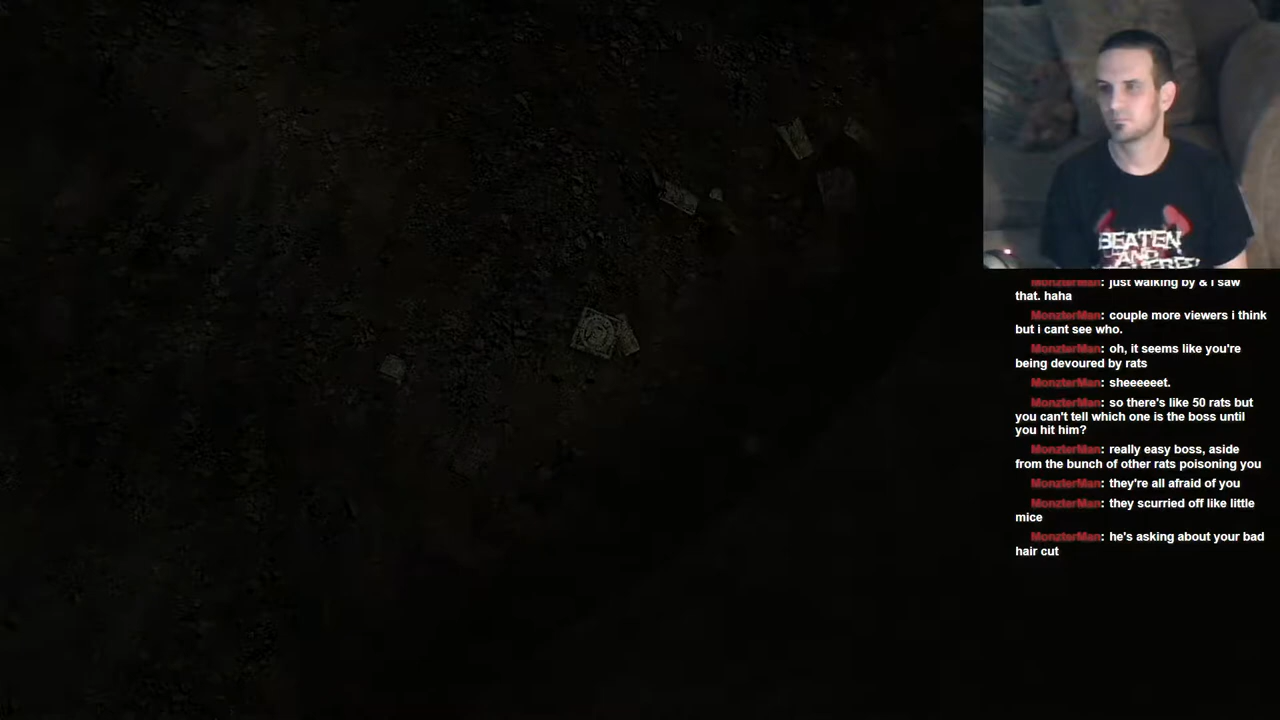 BEATEN
AND
MonzterMan: just walking by & i saw
that. haha
MonzterMan: couple more viewers i think
but i cant see who.
MonzterMan: oh, it seems like you're
being devoured by rats
MonzterMan: sheeeeeet.
MonzterMan: so there's like 50 rats but
you can't tell which one is the boss until
you hit him?
MonzterMan: really easy boss, aside
from the bunch of other rats poisoning you
MonzterMan: they're all afraid of you
MonzterMan: they scurried off like little
mice
MonzterMan: he's asking about your bad
hair cut